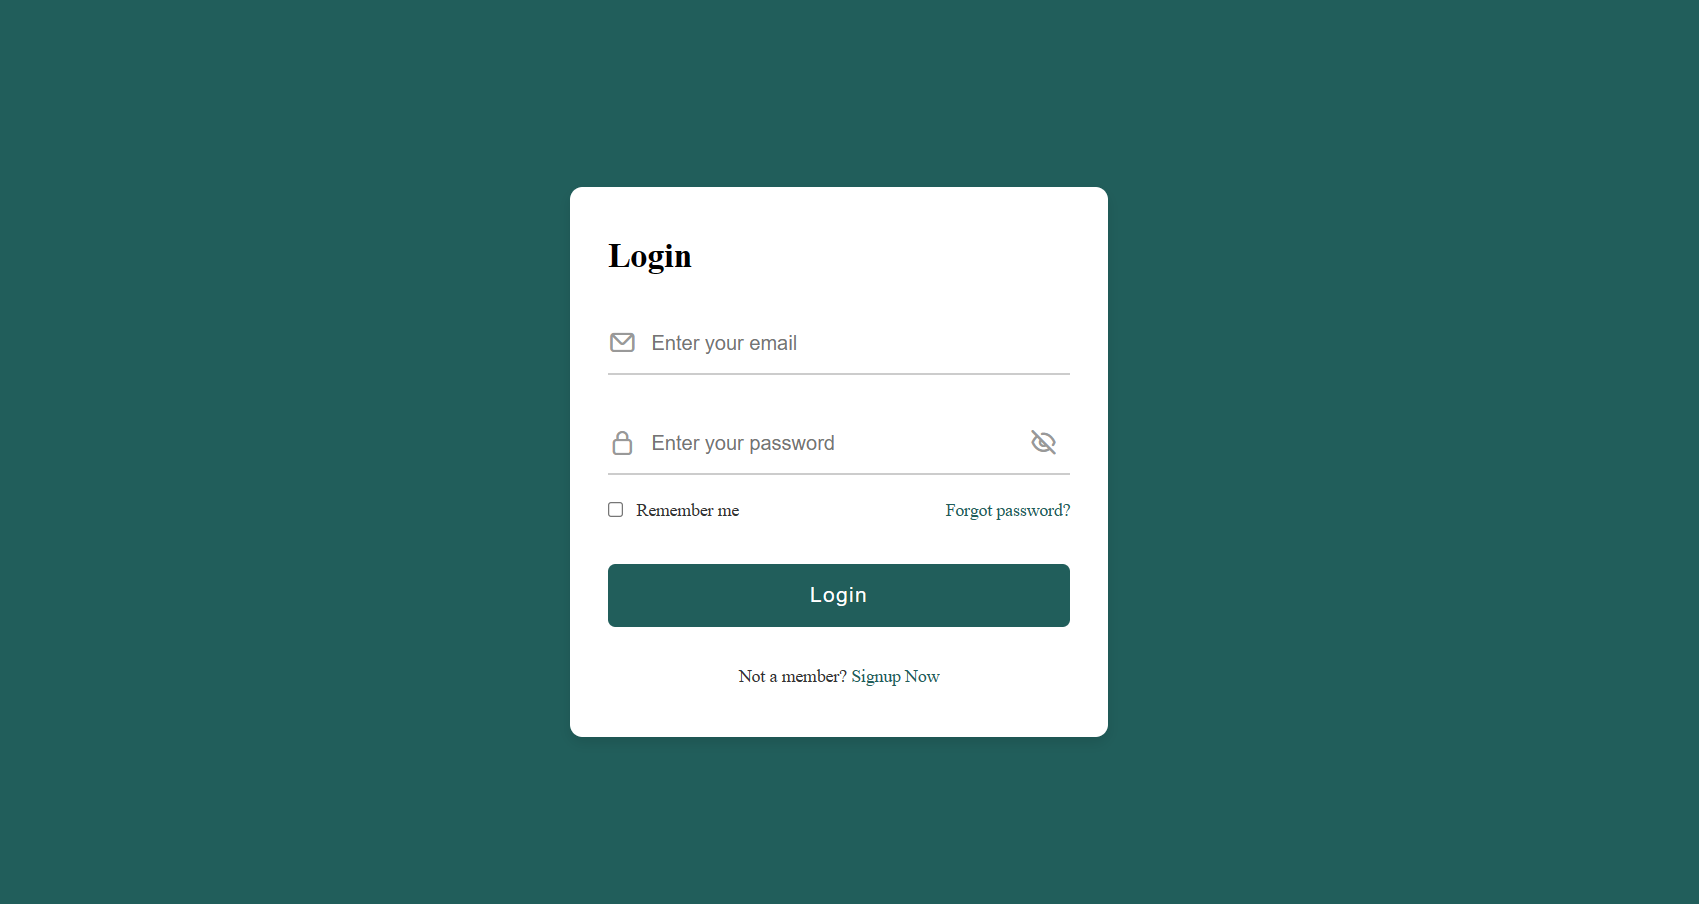 Login
Enter your email
Enter your password
Remember me Forgot password?
Login
Not a member? Signup Now